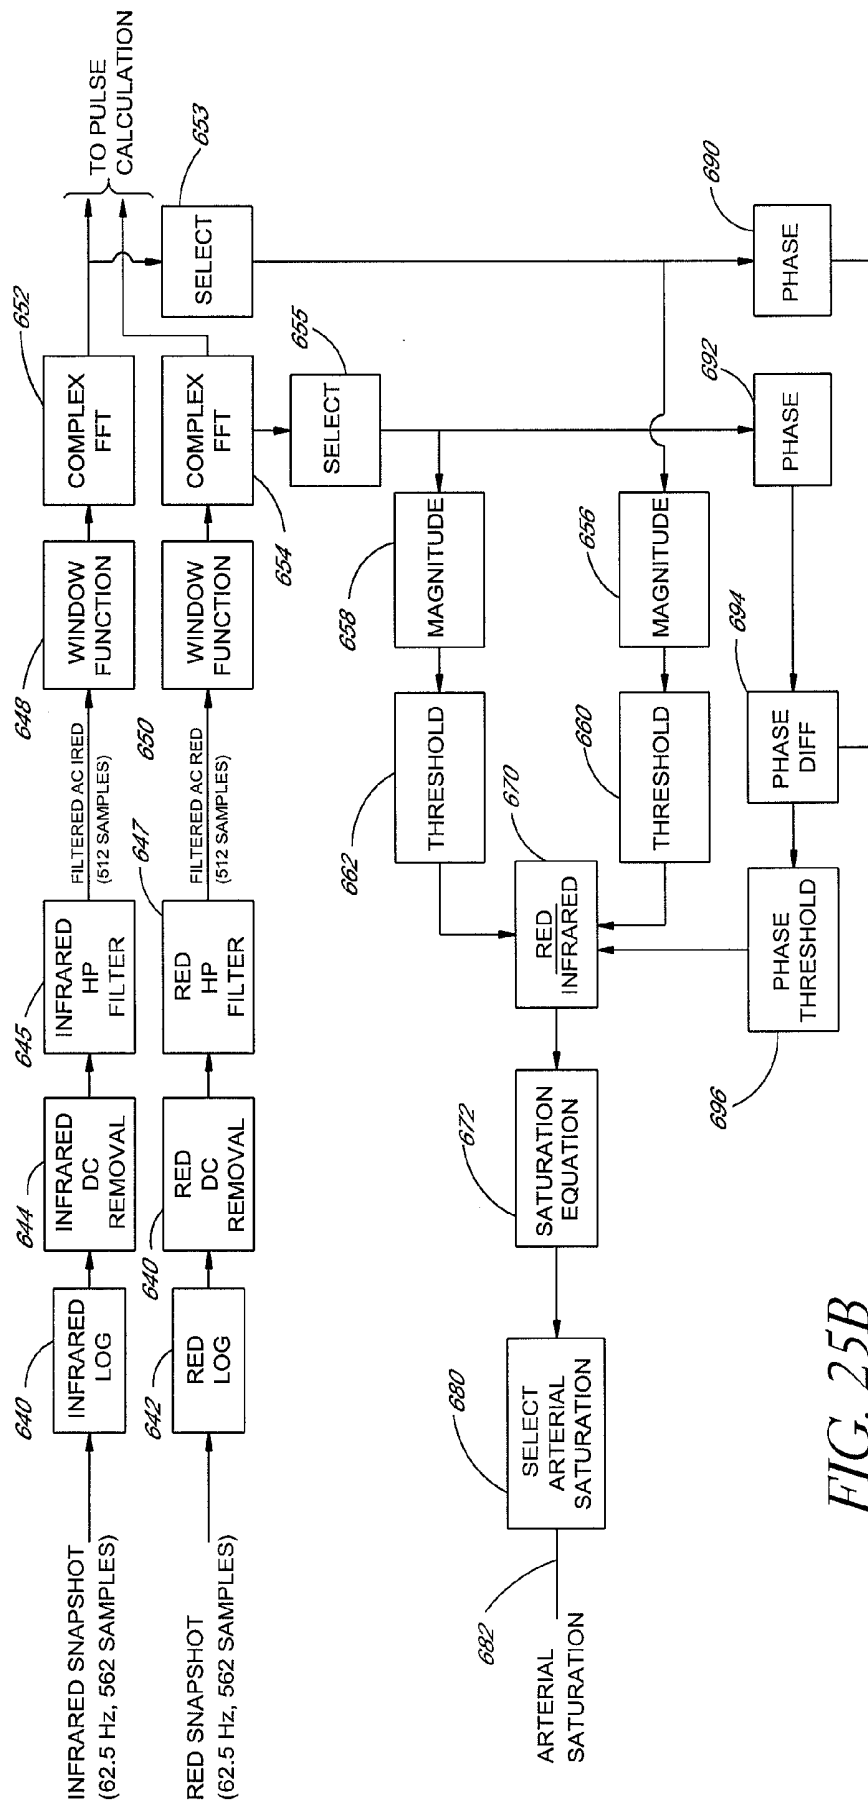 INFRARED SNAPSHOT
(62.5 Hz, 562 SAMPLES)
640
INFRARED
LOG
644
INFRARED
DC
REMOVAL
645
INFRARED
HP
FILTER
FILTERED AC IRED
(512 SAMPLES)
648
WINDOW
FUNCTION
652
COMPLEX
FFT
TO PULSE
CALCULATION
RED SNAPSHOT
(62.5 Hz, 562 SAMPLES)
642
RED
LOG
640
RED
DC
REMOVAL
647
RED
HP
FILTER
FILTERED AC RED
(512 SAMPLES)
650
WINDOW
FUNCTION
654
COMPLEX
FFT
653
SELECT
655
SELECT
658
MAGNITUDE
662
THRESHOLD
656
MAGNITUDE
660
THRESHOLD
670
RED
INFRARED
672
SATURATION
EQUATION
680
SELECT
ARTERIAL
SATURATION
682
ARTERIAL
SATURATION
690
PHASE
692
PHASE
694
PHASE
DIFF
696
PHASE
THRESHOLD
FIG. 25B